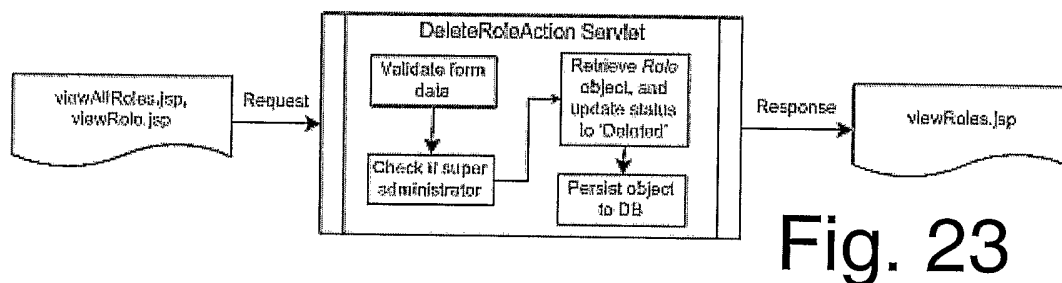 DeleteRoleAction Servlet
viewAllRoles.jsp,
viewRole.jsp
Request
Validate form
data
Check if super
administrator
Retrieve Role
object, and
update status
to 'Deleted'
Persist object
to DB
Response
viewRoles.jsp
Fig. 23